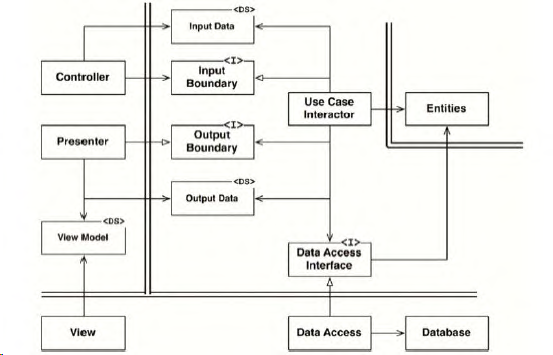 <DS>
Input Data
<I>
Controller
Input
Boundary
Use Case
Interactor
Entities
<I>
Presenter
Output
Boundary
<DS>
Output Data
<DS>
View Model
<I>
Data Access
Interface
View
Data Access
Database